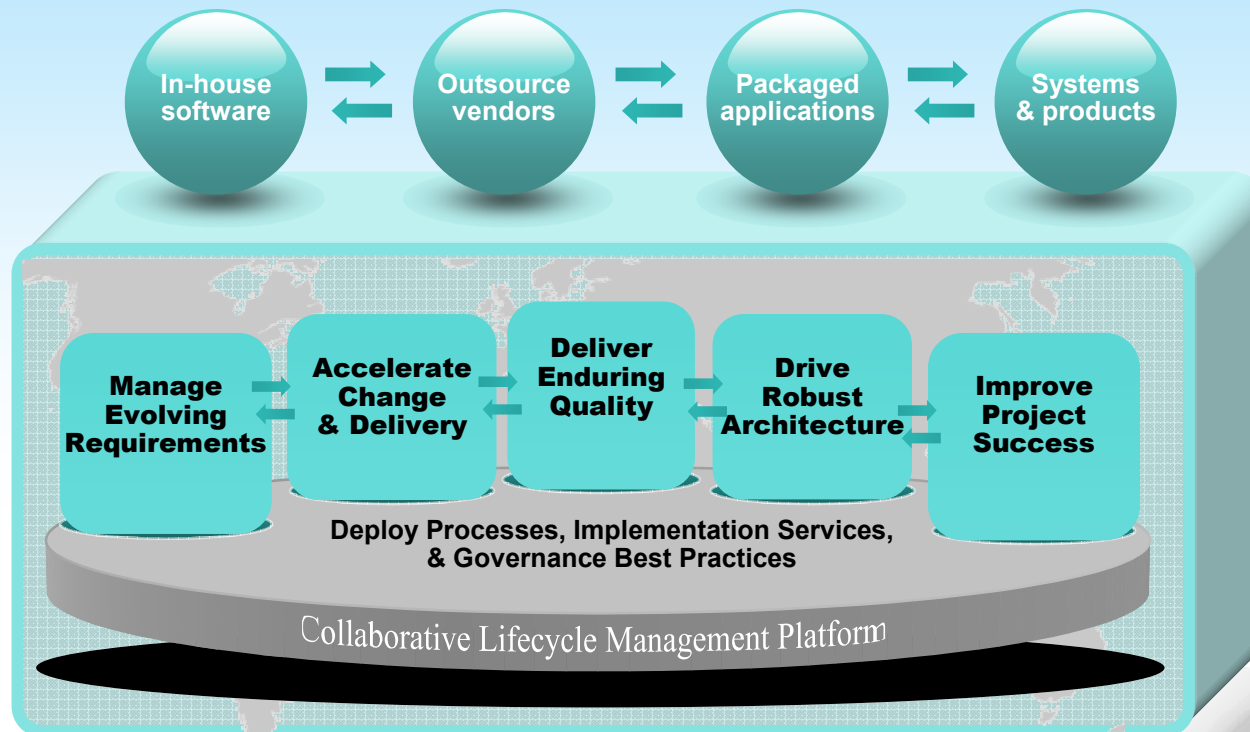 In-house
software
Outsource
vendors
Packaged
applications
Systems
& products
Manage
Evolving
Requirements
Accelerate
Change
& Delivery
Deliver
Enduring
Quality
Drive
Robust
Architecture
Improve
Project
Success
Deploy Processes, Implementation Services,
& Governance Best Practices
Collaborative Lifecycle Management Platform